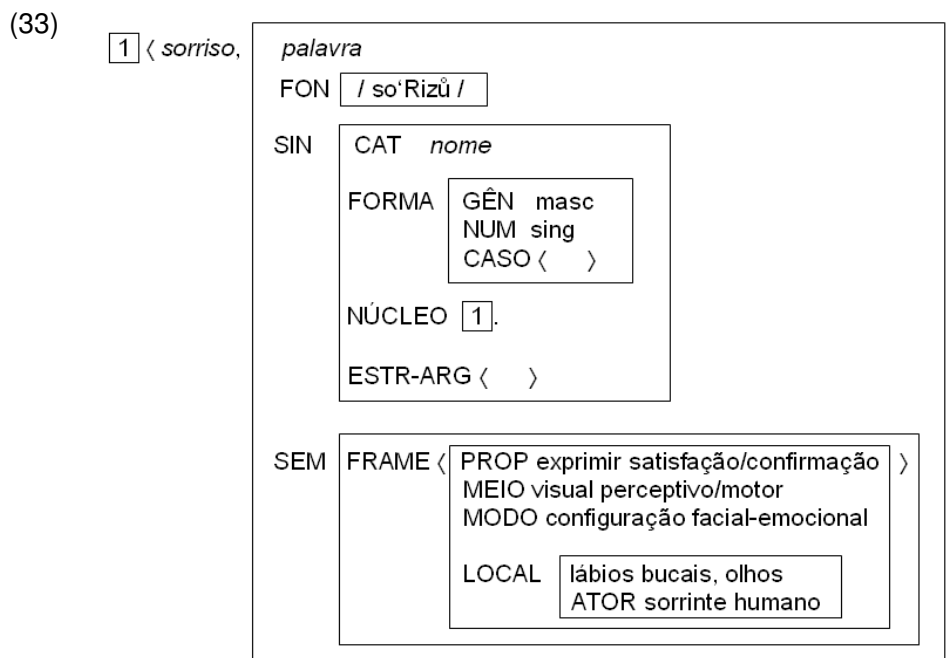 (33)
1 〈 sorriso, palavra
FON / so‘Rizů /
SIN CAT nome
FORMA GÊN masc
NUM sing
CASO 〈 〉
NÚCLEO 1.
ESTR-ARG 〈 〉
SEM FRAME 〈 PROP exprimir satisfação/confirmação 〉
MEIO visual perceptivo/motor
MODO configuração facial-emocional
LOCAL lábios bucais, olhos
ATOR sorrinte humano